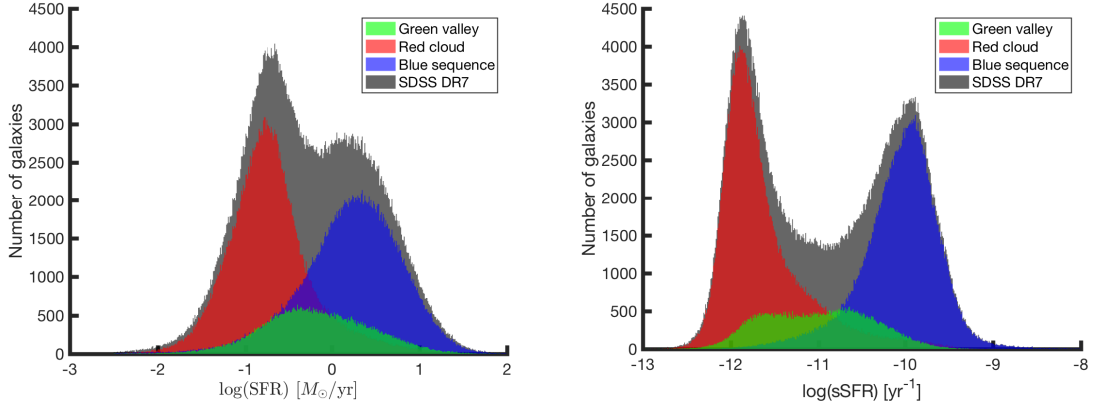 4500
4000
3500
3000
2500
2000
1500
1000
500
0
Number of galaxies
Green valley
Red cloud
Blue sequence
SDSS DR7
-3 -2 -1 0 1 2
log(SFR) [M⊙/yr]
4500
4000
3500
3000
2500
2000
1500
1000
500
0
Number of galaxies
Green valley
Red cloud
Blue sequence
SDSS DR7
-13 -12 -11 -10 -9 -8
log(sSFR) [yr⁻¹]